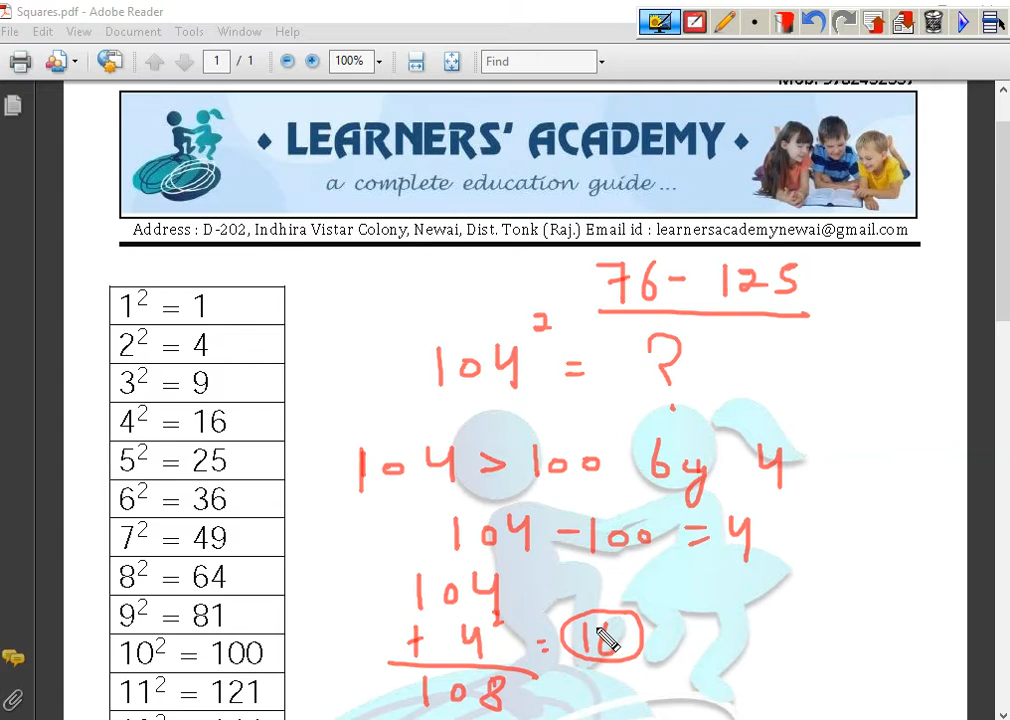 Squares.pdf - Adobe Reader
File Edit View Document Tools Window Help
1 / 1 100% Find
LEARNERS' ACADEMY
a complete education guide ...
Address : D-202, Indhira Vistar Colony, Newai, Dist. Tonk (Raj.) Email id : learnersacademynewai@gmail.com
76 - 125
1² = 1
2² = 4
104² = ?
3² = 9
4² = 16
104 > 100 by 4
5² = 25
6² = 36
104 - 100 = 4
7² = 49
8² = 64
104
9² = 81
+ 4² = 16
10² = 100
108
11² = 121